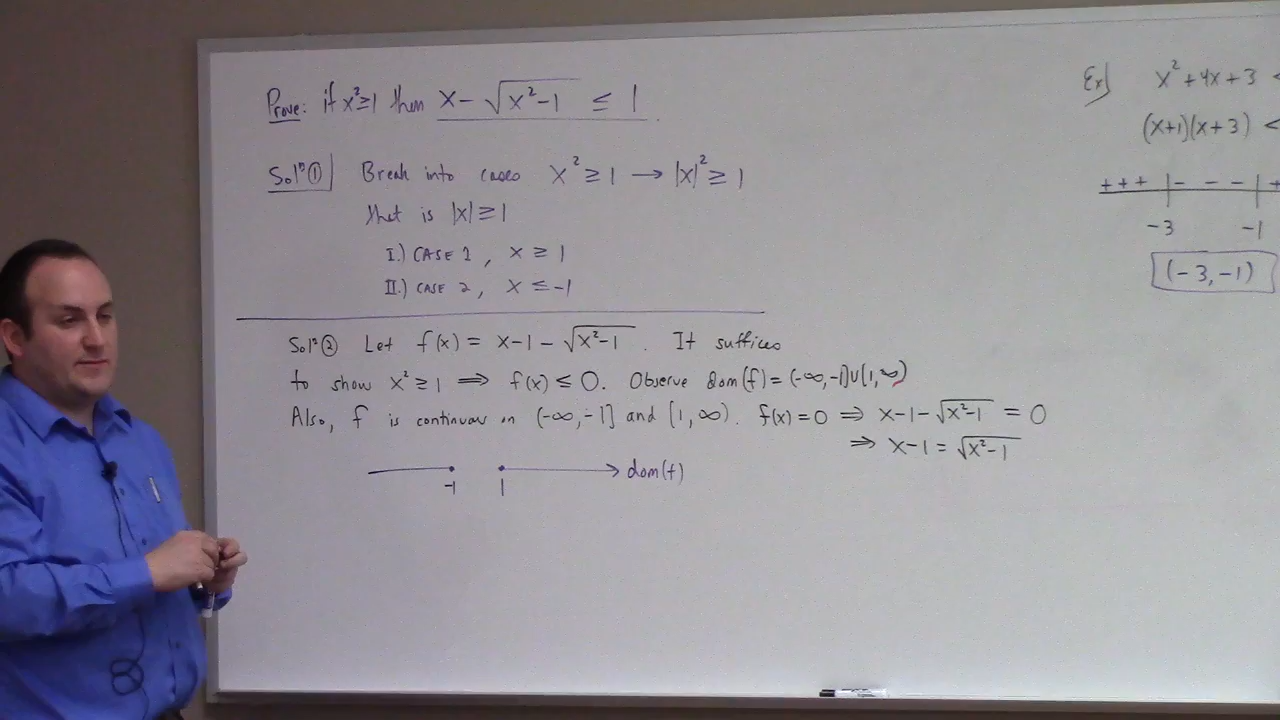 Prove: if x² ≥ 1 then x - √(x²-1) ≤ 1.
Solⁿ ① Break into cases x² ≥ 1 → |x|² ≥ 1
that is |x| ≥ 1
I.) CASE 1, x ≥ 1
II.) CASE 2, x ≤ -1
Solⁿ ② Let f(x) = x-1-√(x²-1). It suffices
to show x² ≥ 1 ⟹ f(x) ≤ 0. Observe dom(f) = (-∞,-1]∪[1,∞)
Also, f is continuous on (-∞,-1] and [1,∞). f(x)=0 ⟹ x-1-√(x²-1) = 0
⟹ x-1 = √(x²-1)
-1 1 dom(f)
Ex) x² + 4x + 3 <
(x+1)(x+3) <
+++ | - - - | +
-3 -1
(-3,-1)